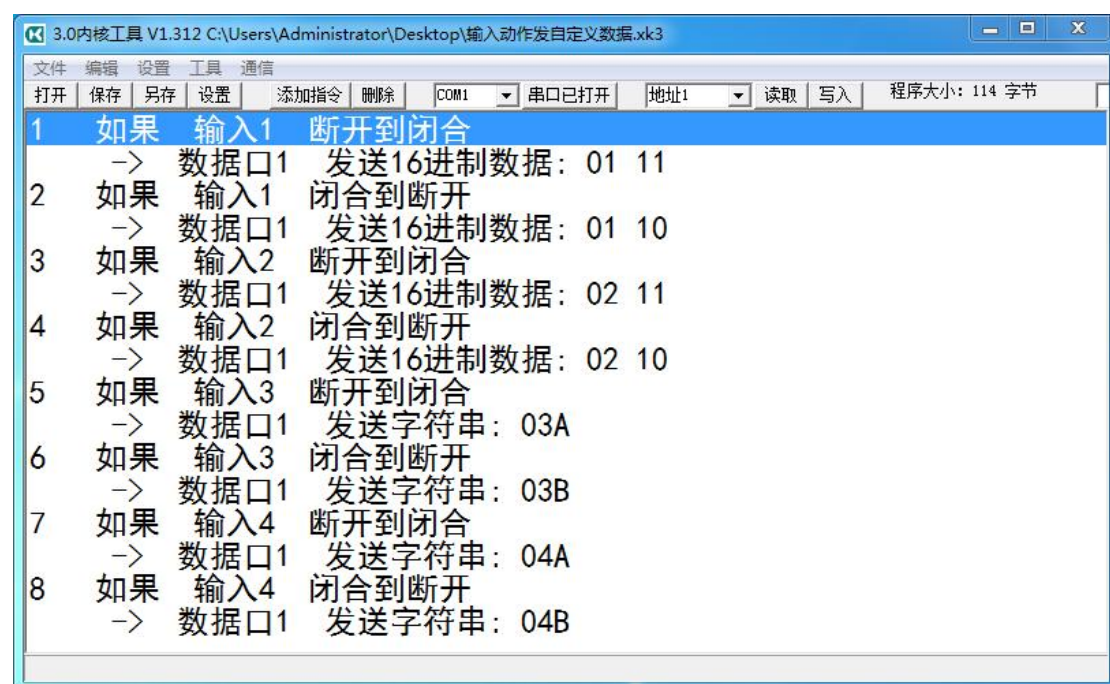 3.0内核工具 V1.312 C:\Users\Administrator\Desktop\输入动作发自定义数据.xk3
文件 编辑 设置 工具 通信
打开 保存 另存 设置 添加指令 删除 COM1 串口已打开 地址1 读取 写入 程序大小: 114 字节
1 如果 输入1 断开到闭合
-> 数据口1 发送16进制数据: 01 11
2 如果 输入1 闭合到断开
-> 数据口1 发送16进制数据: 01 10
3 如果 输入2 断开到闭合
-> 数据口1 发送16进制数据: 02 11
4 如果 输入2 闭合到断开
-> 数据口1 发送16进制数据: 02 10
5 如果 输入3 断开到闭合
-> 数据口1 发送字符串: 03A
6 如果 输入3 闭合到断开
-> 数据口1 发送字符串: 03B
7 如果 输入4 断开到闭合
-> 数据口1 发送字符串: 04A
8 如果 输入4 闭合到断开
-> 数据口1 发送字符串: 04B